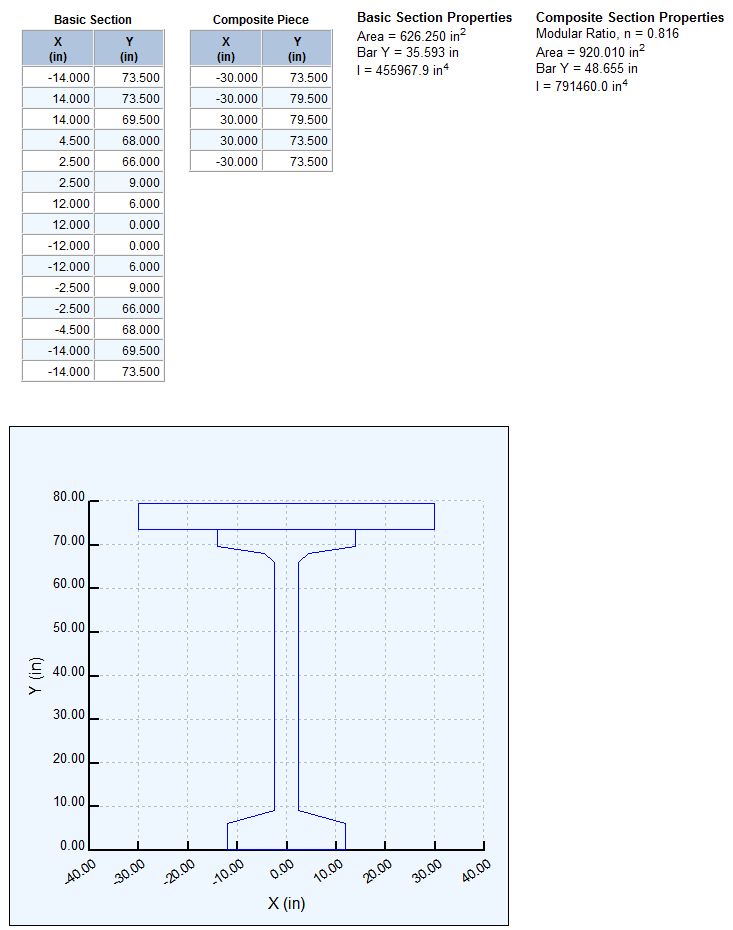 Basic Section
X Y
(in) (in)
-14.000 73.500
14.000 73.500
14.000 69.500
4.500 68.000
2.500 66.000
2.500 9.000
12.000 6.000
12.000 0.000
-12.000 0.000
-12.000 6.000
-2.500 9.000
-2.500 66.000
-4.500 68.000
-14.000 69.500
-14.000 73.500
Composite Piece
X Y
(in) (in)
-30.000 73.500
-30.000 79.500
30.000 79.500
30.000 73.500
-30.000 73.500
Basic Section Properties
Area = 626.250 in²
Bar Y = 35.593 in
I = 455967.9 in⁴
Composite Section Properties
Modular Ratio, n = 0.816
Area = 920.010 in²
Bar Y = 48.655 in
I = 791460.0 in⁴
80.00
70.00
60.00
50.00
40.00
30.00
20.00
10.00
0.00
Y (in)
-40.00 -30.00 -20.00 -10.00 0.00 10.00 20.00 30.00 40.00
X (in)